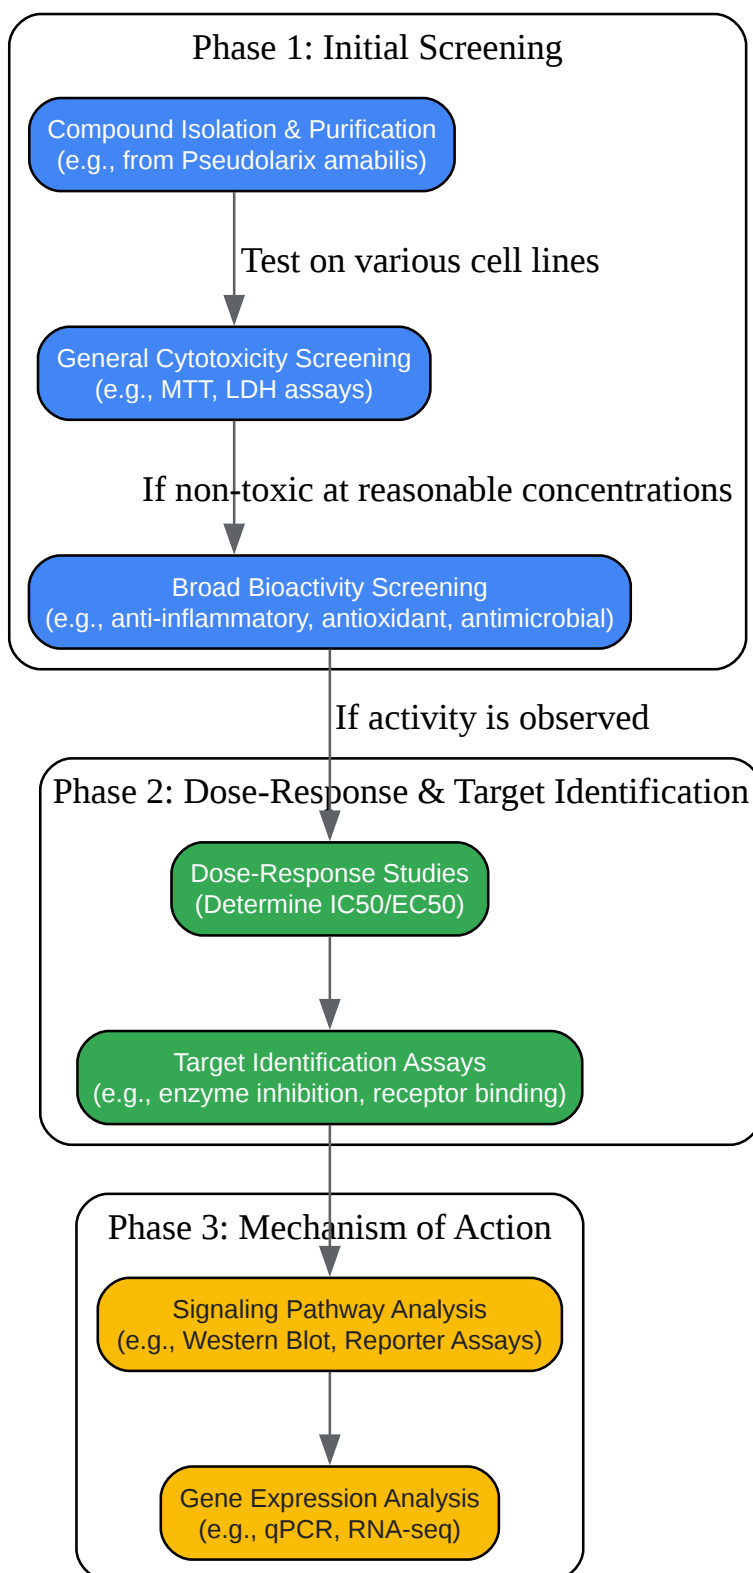 Phase 1: Initial Screening
Compound Isolation & Purification
(e.g., from Pseudolarix amabilis)
Test on various cell lines
General Cytotoxicity Screening
(e.g., MTT, LDH assays)
If non-toxic at reasonable concentrations
Broad Bioactivity Screening
(e.g., anti-inflammatory, antioxidant, antimicrobial)
If activity is observed
Phase 2: Dose-Response & Target Identification
Dose-Response Studies
(Determine IC50/EC50)
Target Identification Assays
(e.g., enzyme inhibition, receptor binding)
Phase 3: Mechanism of Action
Signaling Pathway Analysis
(e.g., Western Blot, Reporter Assays)
Gene Expression Analysis
(e.g., qPCR, RNA-seq)